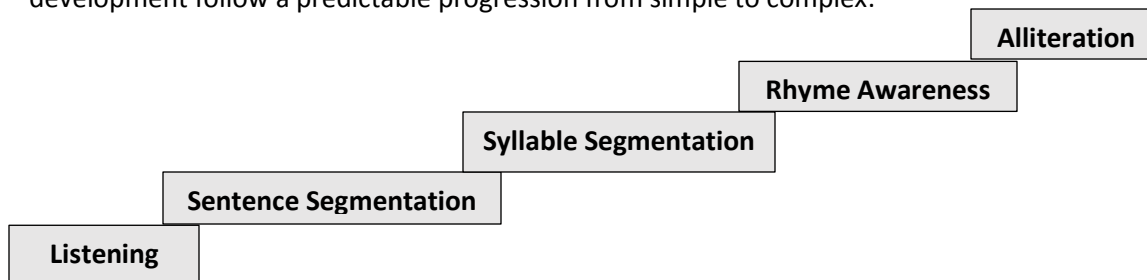 development follow a predictable progression from simple to complex.
Alliteration
Rhyme Awareness
Syllable Segmentation
Sentence Segmentation
Listening